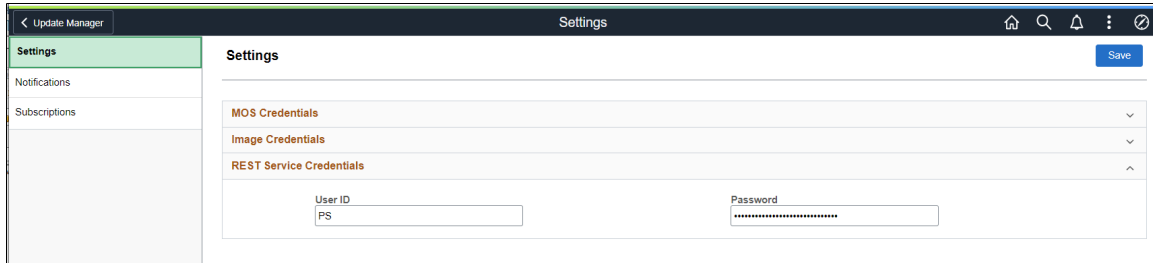 Update Manager
Settings
Settings
Notifications
Subscriptions
Settings
Save
MOS Credentials
Image Credentials
REST Service Credentials
User ID
Password
PS
••••••••••••••••••••••••••••••